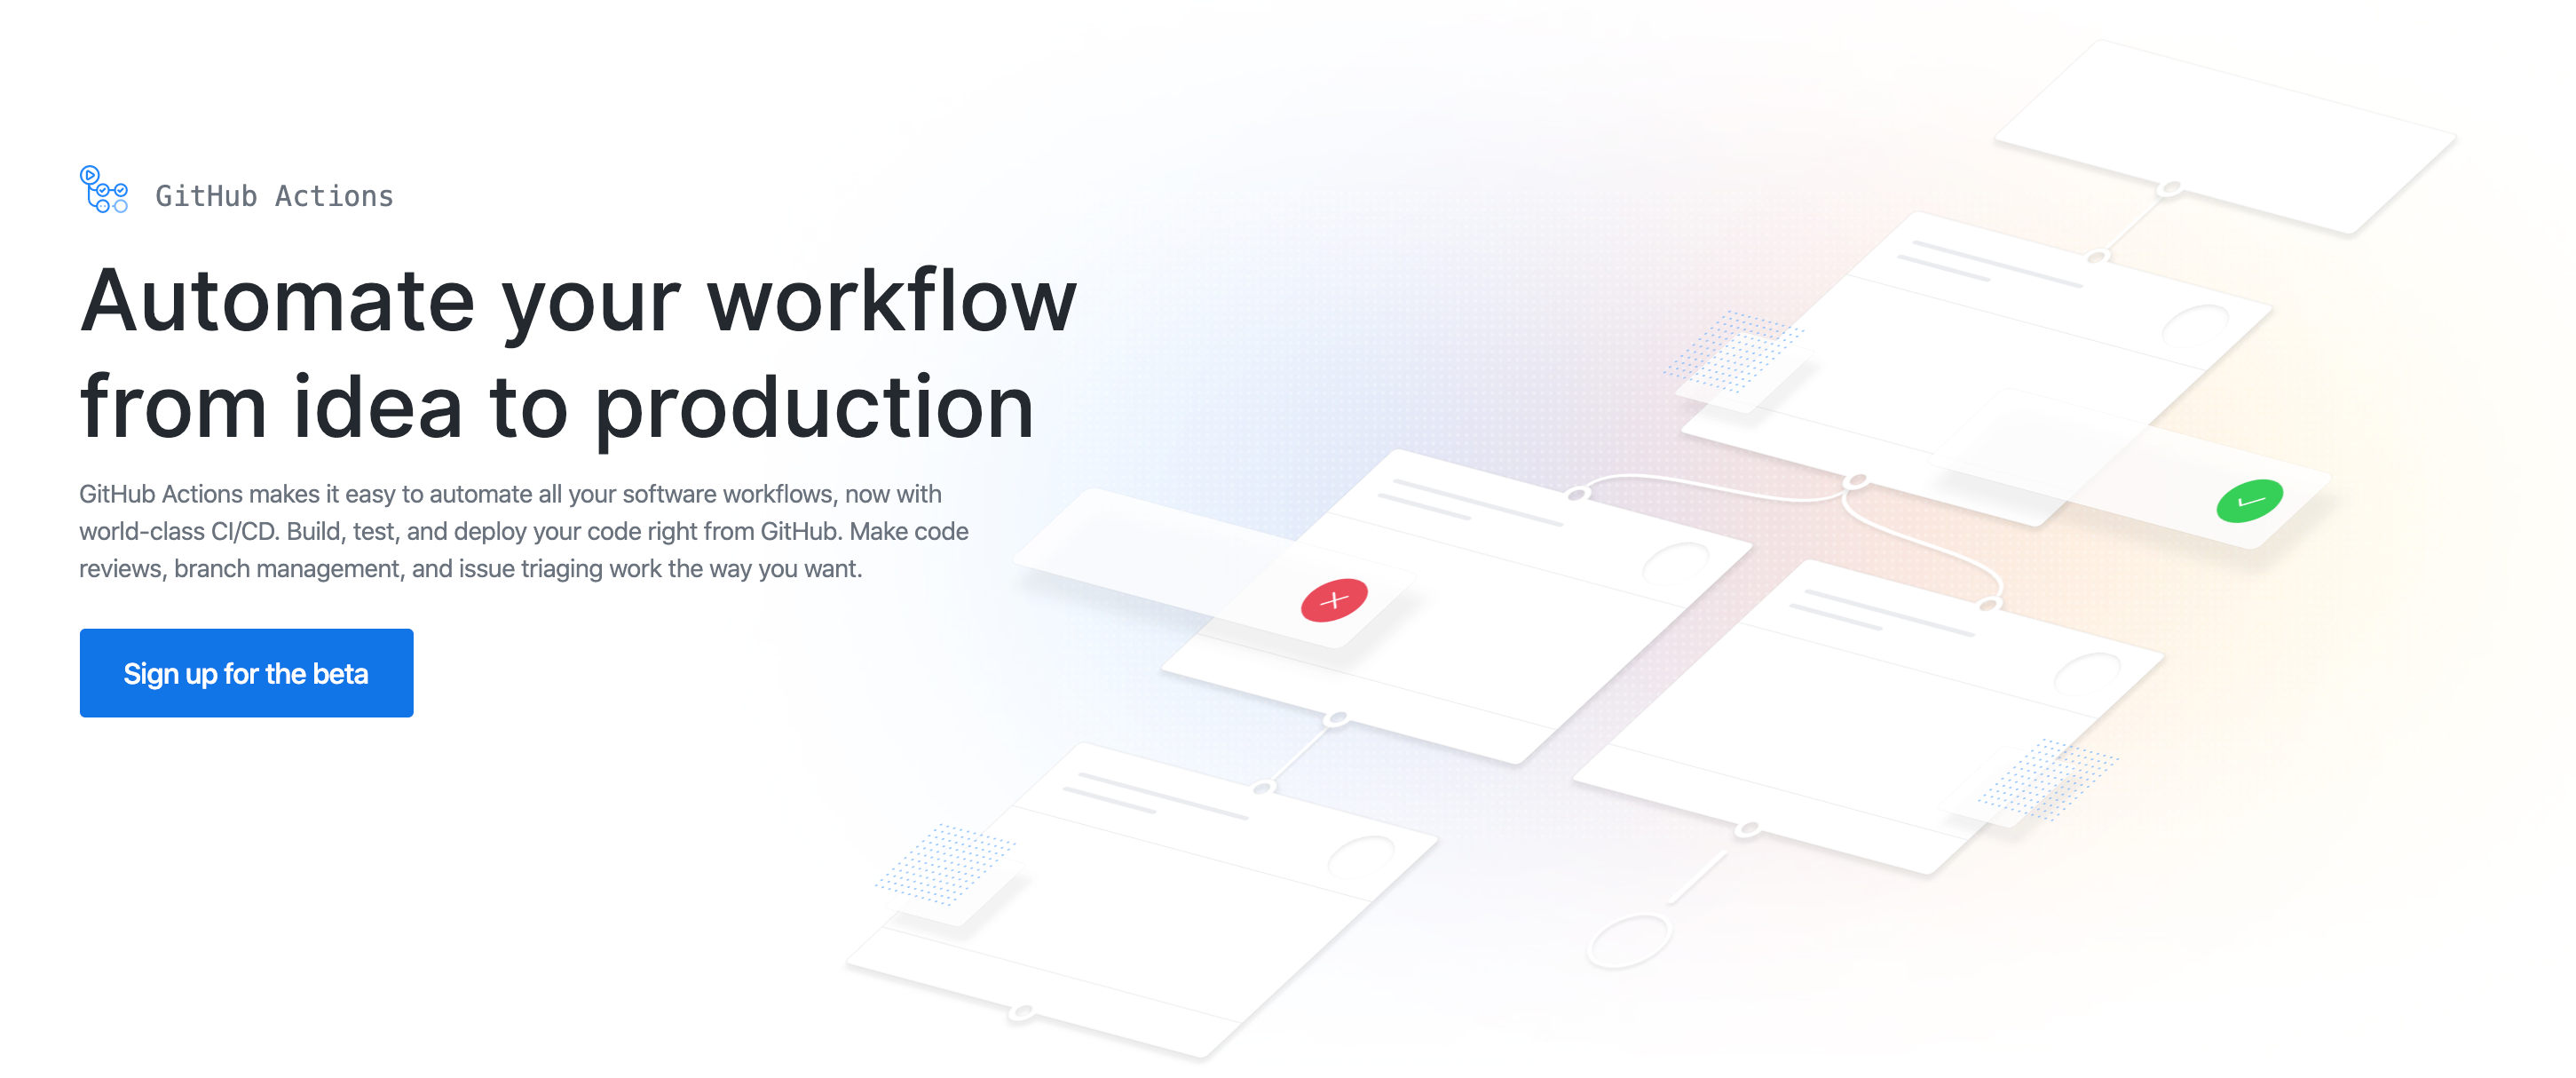 GitHub Actions
Automate your workflow
from idea to production
GitHub Actions makes it easy to automate all your software workflows, now with
world-class CI/CD. Build, test, and deploy your code right from GitHub. Make code
reviews, branch management, and issue triaging work the way you want.
Sign up for the beta